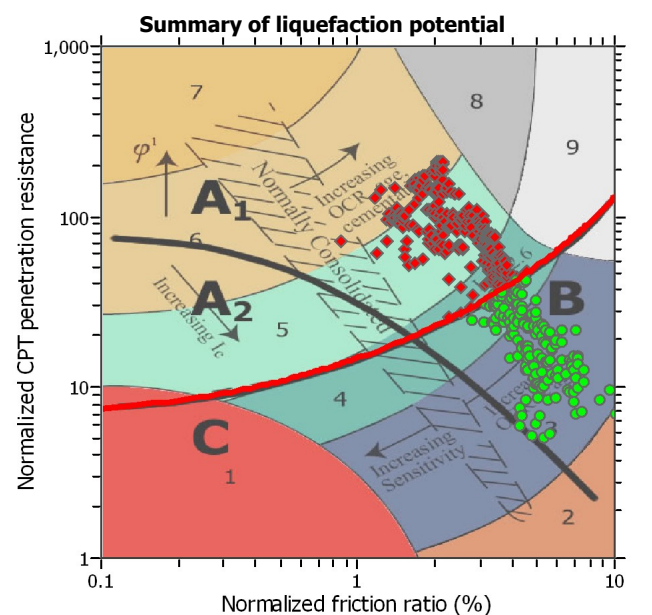 Summary of liquefaction potential
Normalized CPT penetration resistance
1,000
100
10
1
7
8
9
φ'
Increasing
OCR, age,
cementation
A1
Normally Consolidated
6
A2
Increasing Ic
5
B
4
C
1
Increasing
Sensitivity
3
2
0.1
1
10
Normalized friction ratio (%)